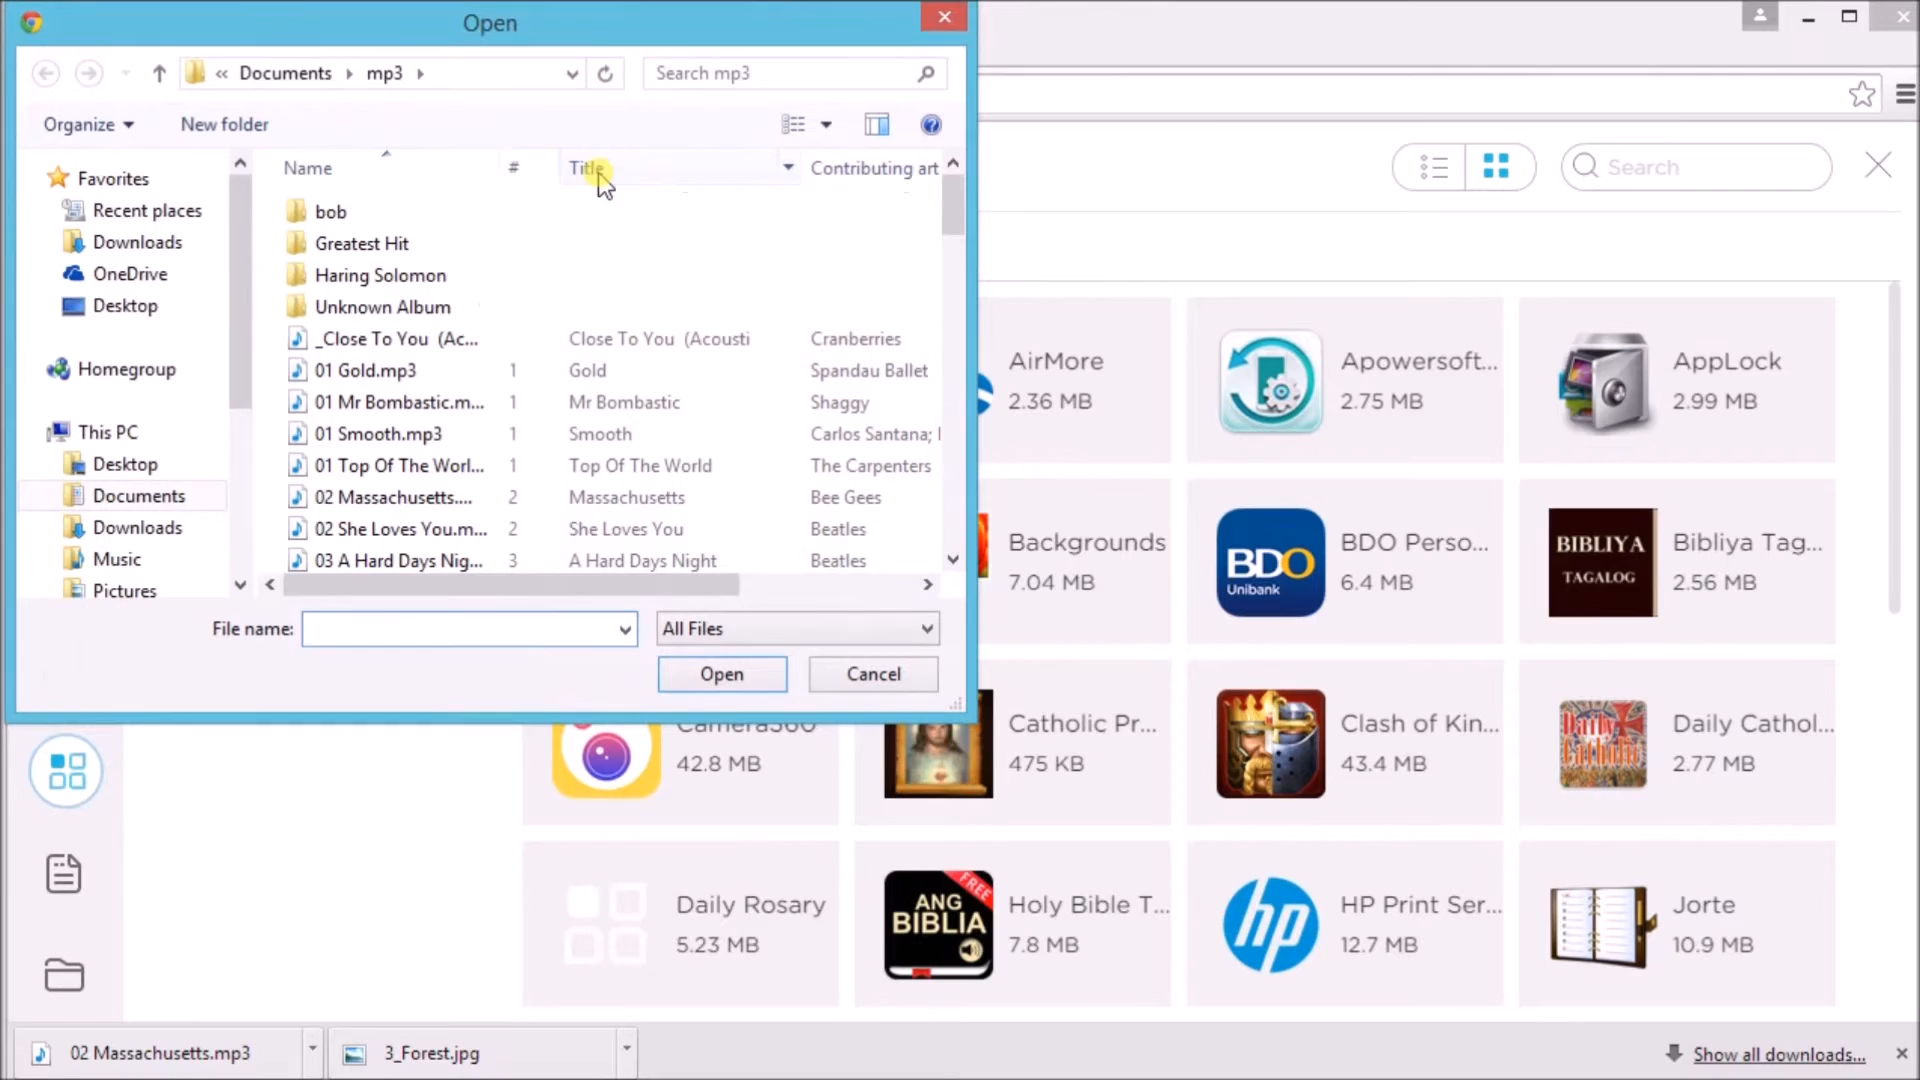 Open
« Documents mp3
Search mp3
Organize
New folder
Name
#
Title
Contributing art
Favorites
Recent places
Downloads
OneDrive
Desktop
Homegroup
This PC
Desktop
Documents
Downloads
Music
Pictures
bob
Greatest Hit
Haring Solomon
Unknown Album
_Close To You (Ac... Close To You (Acousti Cranberries
01 Gold.mp3 1 Gold Spandau Ballet
01 Mr Bombastic.m... 1 Mr Bombastic Shaggy
01 Smooth.mp3 1 Smooth Carlos Santana;
01 Top Of The Worl... 1 Top Of The World The Carpenters
02 Massachusetts.... 2 Massachusetts Bee Gees
02 She Loves You.m... 2 She Loves You Beatles
03 A Hard Days Nig... 3 A Hard Days Night Beatles
File name:
All Files
Open
Cancel
Search
AirMore
2.36 MB
Apowersoft...
2.75 MB
AppLock
2.99 MB
Backgrounds
7.04 MB
BDO
Unibank
BDO Perso...
6.4 MB
BIBLIYA
TAGALOG
Bibliya Tag...
2.56 MB
Camera360
42.8 MB
Catholic Pr...
475 KB
Clash of Kin...
43.4 MB
Daily
Catholic
Daily Cathol...
2.77 MB
Daily Rosary
5.23 MB
FREE
ANG
BIBLIA
Holy Bible T...
7.8 MB
hp
HP Print Ser...
12.7 MB
Jorte
10.9 MB
02 Massachusetts.mp3
3_Forest.jpg
Show all downloads...